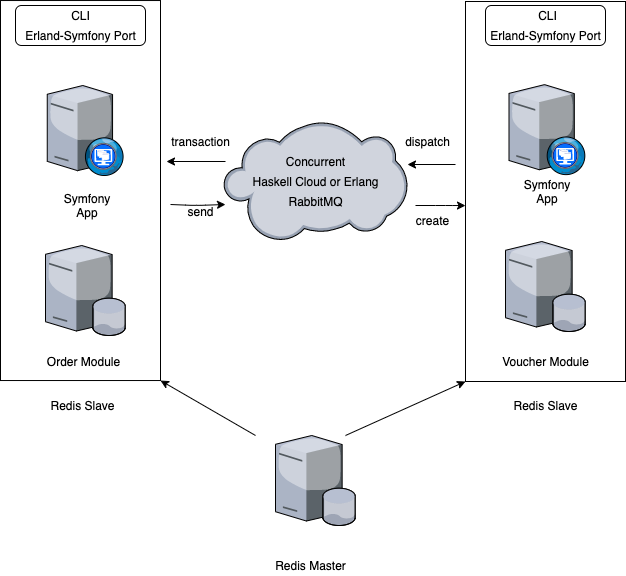 CLI
Erland-Symfony Port
Symfony
App
Order Module
Redis Slave
transaction
send
Concurrent
Haskell Cloud or Erlang
RabbitMQ
dispatch
create
CLI
Erland-Symfony Port
Symfony
App
Voucher Module
Redis Slave
Redis Master